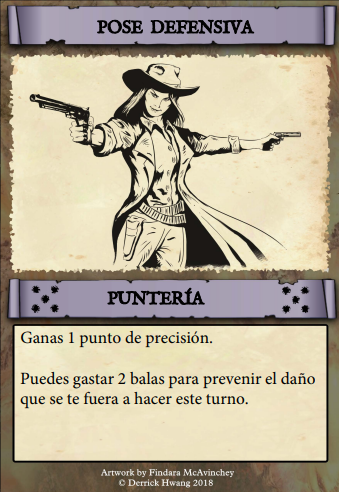 POSE DEFENSIVA
PUNTERÍA
Ganas 1 punto de precisión.
Puedes gastar 2 balas para prevenir el daño
que se te fuera a hacer este turno.
Artwork by Findara McAvinchey
© Derrick Hwang 2018